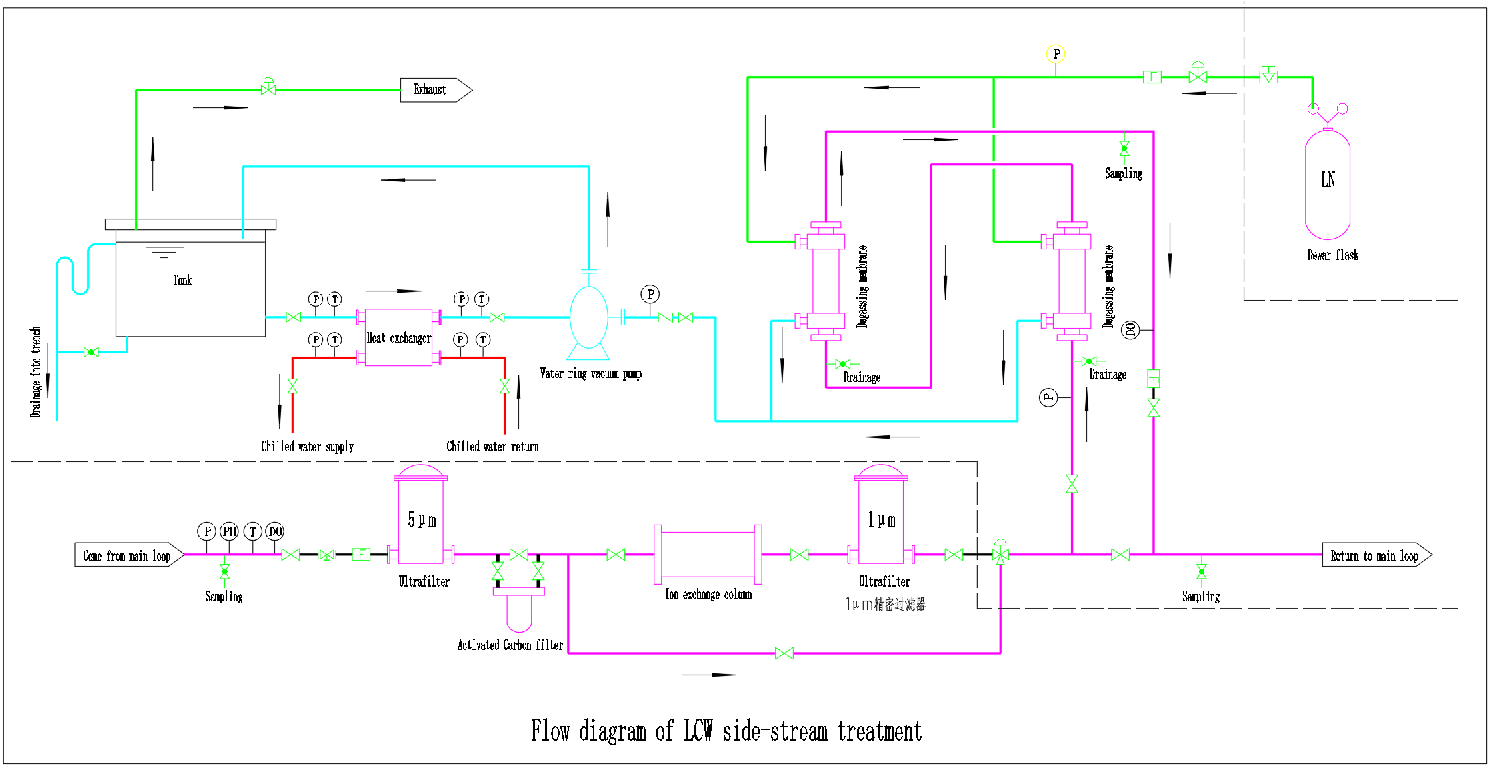 P
F
Exhaust
Sampling
LN
Dewar flask
Tank
Degassing membrane
Degassing membrane
P
T
P
T
P
DO
Heat exchanger
P
T
P
T
Water ring vacuum pump
Drainage
Drainage
Drainage into trench
P
F
Chilled water supply
Chilled water return
5μm
1μm
P
PH
T
DO
Come from main loop
F
Return to main loop
Sampling
Ultrafilter
Ion exchange column
Ultrafilter
1μm精密过滤器
Sampling
Activated Carbon filter
Flow diagram of LCW side-stream treatment